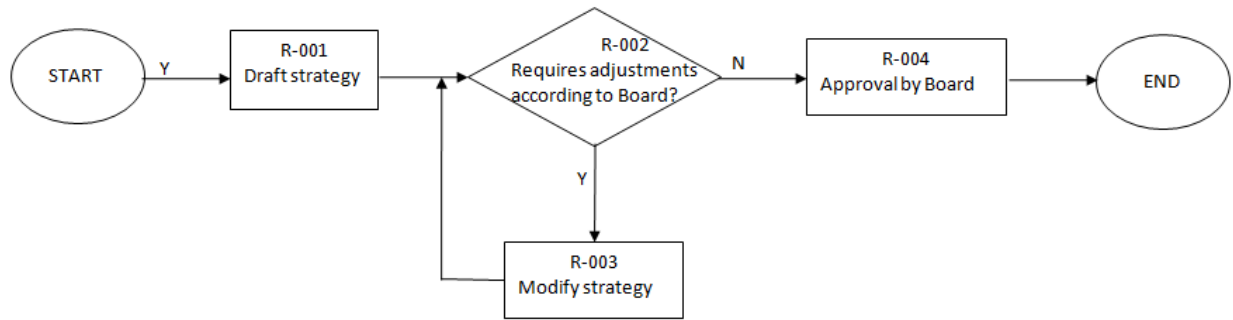 START
Y
R-001
Draft strategy
R-002
Requires adjustments
according to Board?
N
R-004
Approval by Board
END
Y
R-003
Modify strategy